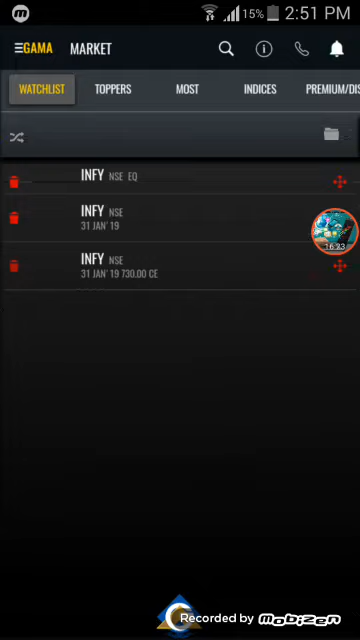 15% 2:51 PM
GAMA MARKET
WATCHLIST TOPPERS MOST INDICES PREMIUM/DIS
INFY NSE EQ
INFY NSE
31 JAN' 19
16:23
INFY NSE
31 JAN' 19 730.00 CE
Recorded by Mobizen